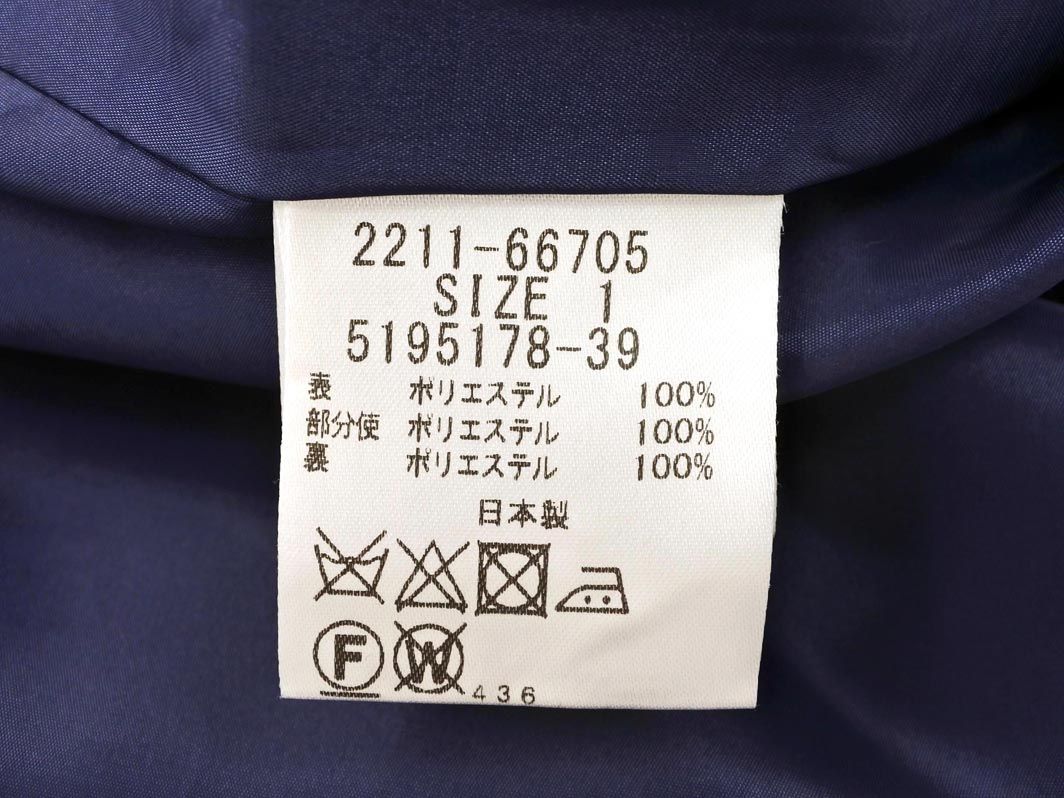 2211-66705
SIZE 1
5195178-39
表 ポリエステル 100%
部分使 ポリエステル 100%
裏 ポリエステル 100%
日本製
F W 436